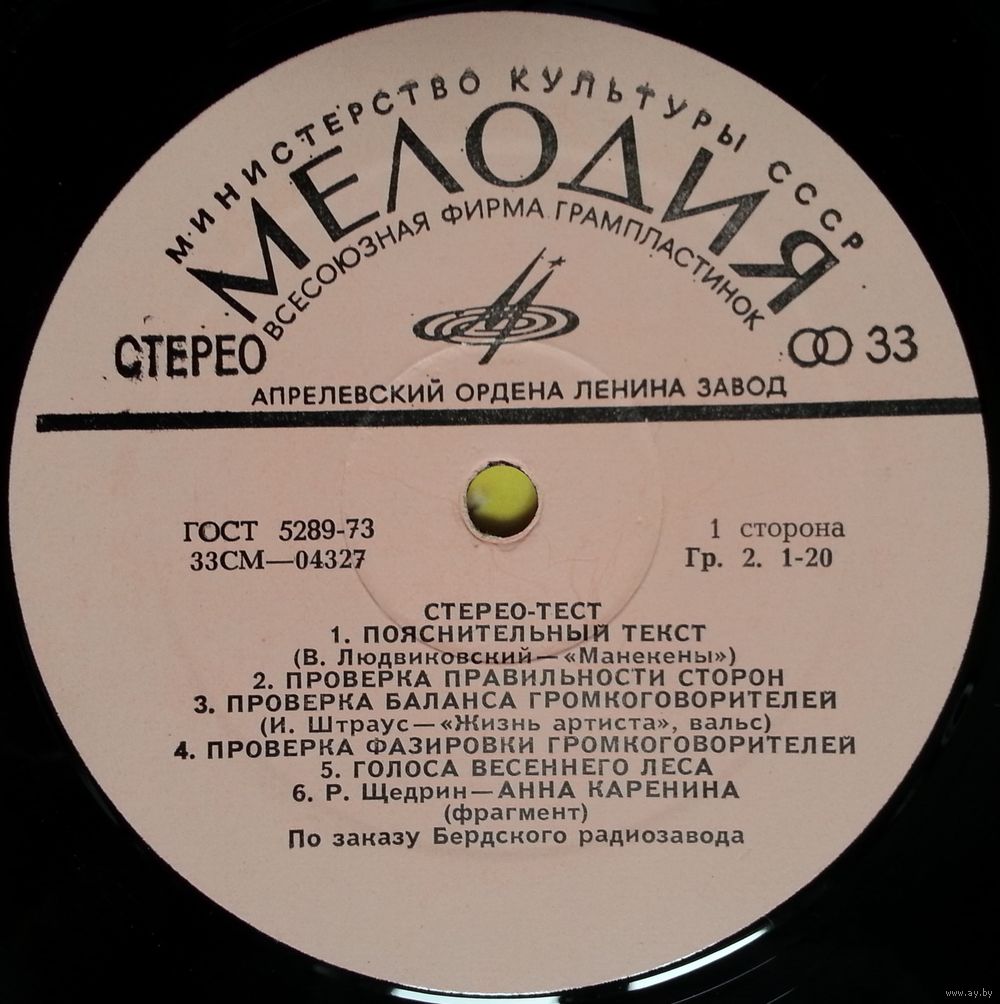 МИНИСТЕРСТВО КУЛЬТУРЫ СССР
МЕЛОДИЯ
ВСЕСОЮЗНАЯ ФИРМА ГРАМПЛАСТИНОК
СТЕРЕО
33
АПРЕЛЕВСКИЙ ОРДЕНА ЛЕНИНА ЗАВОД
ГОСТ 5289-73
33СМ—04327
1 сторона
Гр. 2. 1-20
СТЕРЕО-ТЕСТ
1. ПОЯСНИТЕЛЬНЫЙ ТЕКСТ
(В. Людвиковский—«Манекены»)
2. ПРОВЕРКА ПРАВИЛЬНОСТИ СТОРОН
3. ПРОВЕРКА БАЛАНСА ГРОМКОГОВОРИТЕЛЕЙ
(И. Штраус—«Жизнь артиста», вальс)
4. ПРОВЕРКА ФАЗИРОВКИ ГРОМКОГОВОРИТЕЛЕЙ
5. ГОЛОСА ВЕСЕННЕГО ЛЕСА
6. Р. Щедрин—АННА КАРЕНИНА
(фрагмент)
По заказу Бердского радиозавода
www.ay.by